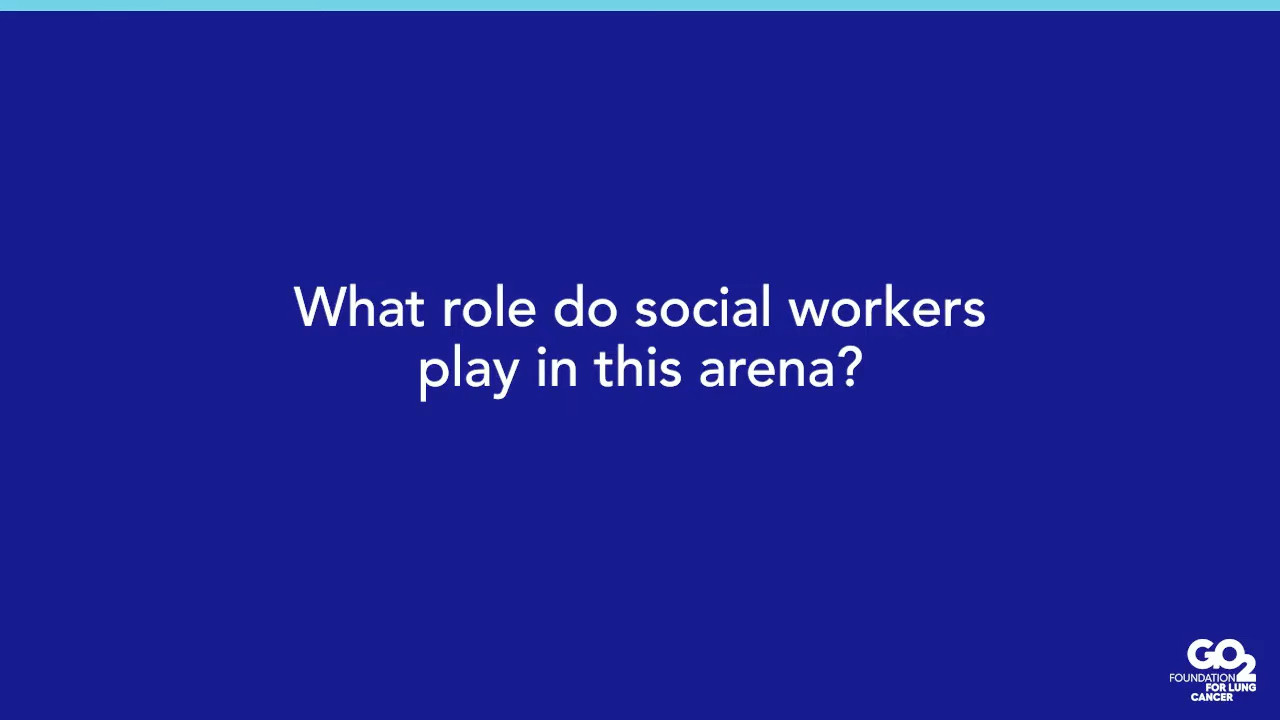 What role do social workers
play in this arena?
GO2
FOUNDATION
FOR LUNG
CANCER